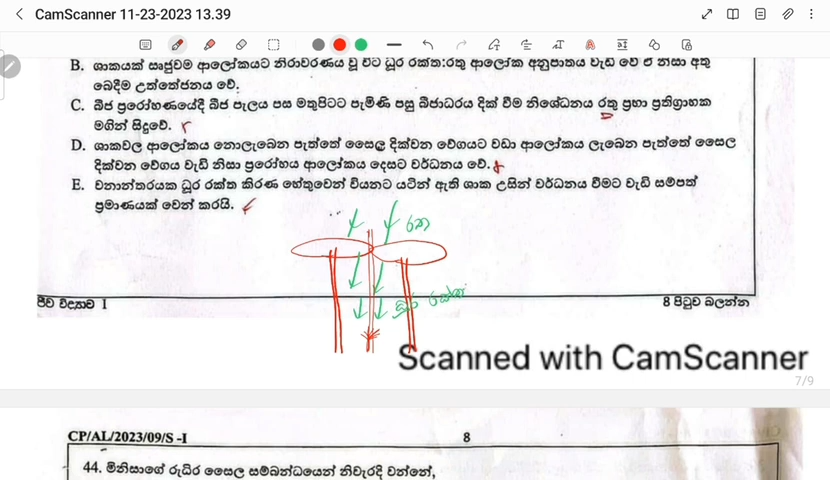 CamScanner 11-23-2023 13.39
B. ශාකයක් සෘජුවම ආලෝකයට නිරාවරණය වූ විට ධූර රක්ත:රතු ආලෝක අනුපාතය වැඩි වේ ඒ නිසා අතු
බෙදීම උත්තේජනය වේ.
C. බීජ ප්‍රරෝහණයේදී බීජ පැලය පස මතුපිටට පැමිණි පසු බීජාධරය දික් වීම නිශේධනය රතු ප්‍රභා ප්‍රතිග්‍රාහක
මගින් සිදුවේ.
D. ශාකවල ආලෝකය නොලැබෙන පැත්තේ සෛල දික්වන වේගයට වඩා ආලෝකය ලැබෙන පැත්තේ සෛල
දික්වන වේගය වැඩි නිසා ප්‍රරෝහය ආලෝකය දෙසට වර්ධනය වේ.
E. වනාන්තරයක ධූර රක්ත කිරණ හේතුවෙන් වියනට යටින් ඇති ශාක උසින් වර්ධනය වීමට වැඩි සම්පත්
ප්‍රමාණයක් වෙන් කරයි.
රතු
ජීව විද්‍යාව I
8 පිටුව බලන්න
Scanned with CamScanner
7/9
CP/AL/2023/09/S -I
8
44. මිනිසාගේ රුධිර සෛල සම්බන්ධයෙන් නිවැරදි වන්නේ,